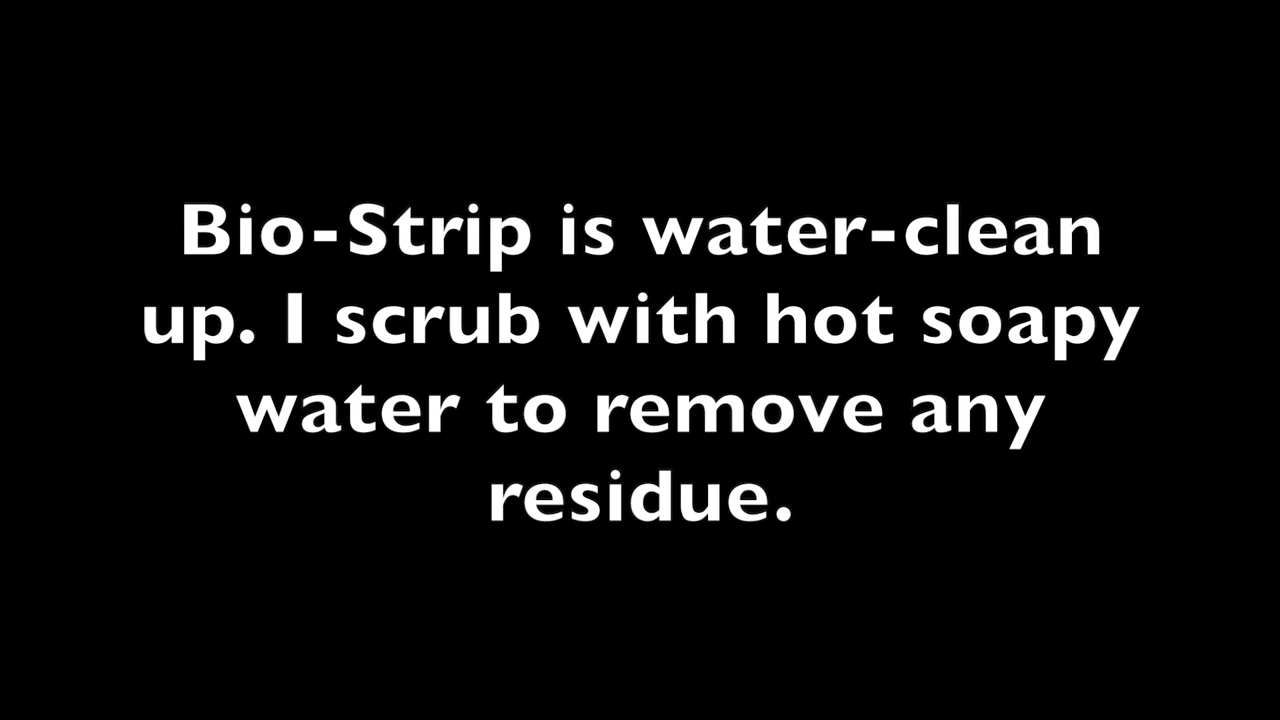 Bio-Strip is water-clean
up. I scrub with hot soapy
water to remove any
residue.